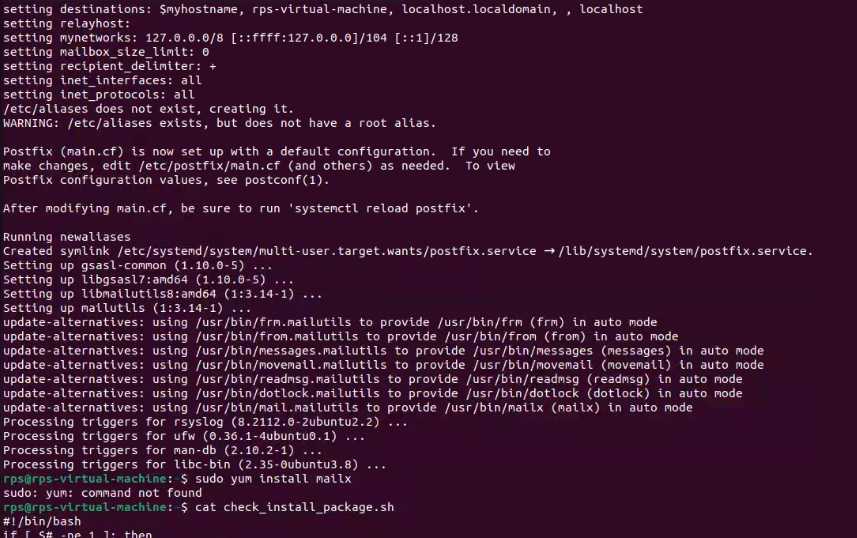 setting destinations: $myhostname, rps-virtual-machine, localhost.localdomain, , localhost
setting relayhost:
setting mynetworks: 127.0.0.0/8 [::ffff:127.0.0.0]/104 [::1]/128
setting mailbox_size_limit: 0
setting recipient_delimiter: +
setting inet_interfaces: all
setting inet_protocols: all
/etc/aliases does not exist, creating it.
WARNING: /etc/aliases exists, but does not have a root alias.
Postfix (main.cf) is now set up with a default configuration.  If you need to
make changes, edit /etc/postfix/main.cf (and others) as needed.  To view
Postfix configuration values, see postconf(1).
After modifying main.cf, be sure to run 'systemctl reload postfix'.
Running newaliases
Created symlink /etc/systemd/system/multi-user.target.wants/postfix.service → /lib/systemd/system/postfix.service.
Setting up gsasl-common (1.10.0-5) ...
Setting up libgsasl7:amd64 (1.10.0-5) ...
Setting up libmailutils8:amd64 (1:3.14-1) ...
Setting up mailutils (1:3.14-1) ...
update-alternatives: using /usr/bin/frm.mailutils to provide /usr/bin/frm (frm) in auto mode
update-alternatives: using /usr/bin/from.mailutils to provide /usr/bin/from (from) in auto mode
update-alternatives: using /usr/bin/messages.mailutils to provide /usr/bin/messages (messages) in auto mode
update-alternatives: using /usr/bin/movemail.mailutils to provide /usr/bin/movemail (movemail) in auto mode
update-alternatives: using /usr/bin/readmsg.mailutils to provide /usr/bin/readmsg (readmsg) in auto mode
update-alternatives: using /usr/bin/dotlock.mailutils to provide /usr/bin/dotlock (dotlock) in auto mode
update-alternatives: using /usr/bin/mail.mailutils to provide /usr/bin/mailx (mailx) in auto mode
Processing triggers for rsyslog (8.2112.0-2ubuntu2.2) ...
Processing triggers for ufw (0.36.1-4ubuntu0.1) ...
Processing triggers for man-db (2.10.2-1) ...
Processing triggers for libc-bin (2.35-0ubuntu3.8) ...
rps@rps-virtual-machine:~$ sudo yum install mailx
sudo: yum: command not found
rps@rps-virtual-machine:~$ cat check_install_package.sh
#!/bin/bash
if [ $# -ne 1 ]; then